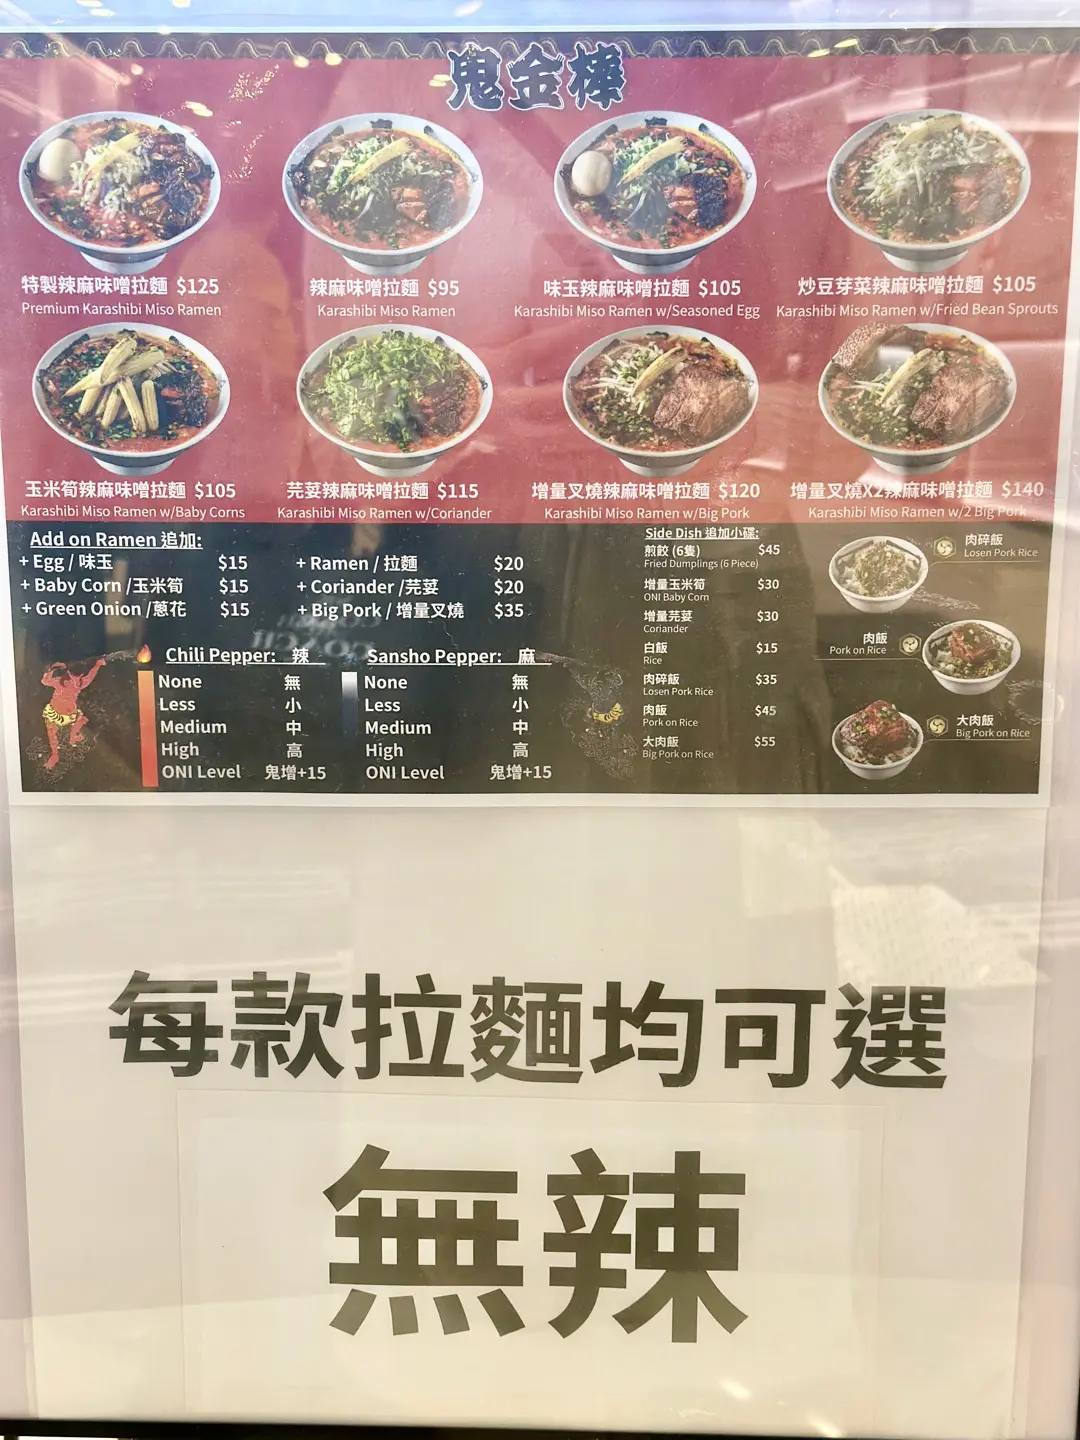 鬼金棒
特製辣麻味噌拉麵 $125
Premium Karashibi Miso Ramen
辣麻味噌拉麵 $95
Karashibi Miso Ramen
味玉辣麻味噌拉麵 $105
Karashibi Miso Ramen w/Seasoned Egg
炒豆芽菜辣麻味噌拉麵 $105
Karashibi Miso Ramen w/Fried Bean Sprouts
玉米筍辣麻味噌拉麵 $105
Karashibi Miso Ramen w/Baby Corns
芫荽辣麻味噌拉麵 $115
Karashibi Miso Ramen w/Coriander
增量叉燒辣麻味噌拉麵 $120
Karashibi Miso Ramen w/Big Pork
增量叉燒X2辣麻味噌拉麵 $140
Karashibi Miso Ramen w/2 Big Pork
Add on Ramen 追加:
+ Egg / 味玉 $15
+ Baby Corn /玉米筍 $15
+ Green Onion /蔥花 $15
+ Ramen / 拉麵 $20
+ Coriander /芫荽 $20
+ Big Pork / 增量叉燒 $35
Chili Pepper: 辣
None 無
Less 小
Medium 中
High 高
ONI Level 鬼增+15
Sansho Pepper: 麻
None 無
Less 小
Medium 中
High 高
ONI Level 鬼增+15
Side Dish 追加小碟:
煎餃 (6隻) $45
Fried Dumplings (6 Piece)
增量玉米筍 $30
ONI Baby Corn
增量芫荽 $30
Coriander
白飯 $15
Rice
肉碎飯 $35
Losen Pork Rice
肉飯 $45
Pork on Rice
大肉飯 $55
Big Pork on Rice
肉碎飯
Losen Pork Rice
肉飯
Pork on Rice
大肉飯
Big Pork on Rice
每款拉麵均可選
無辣